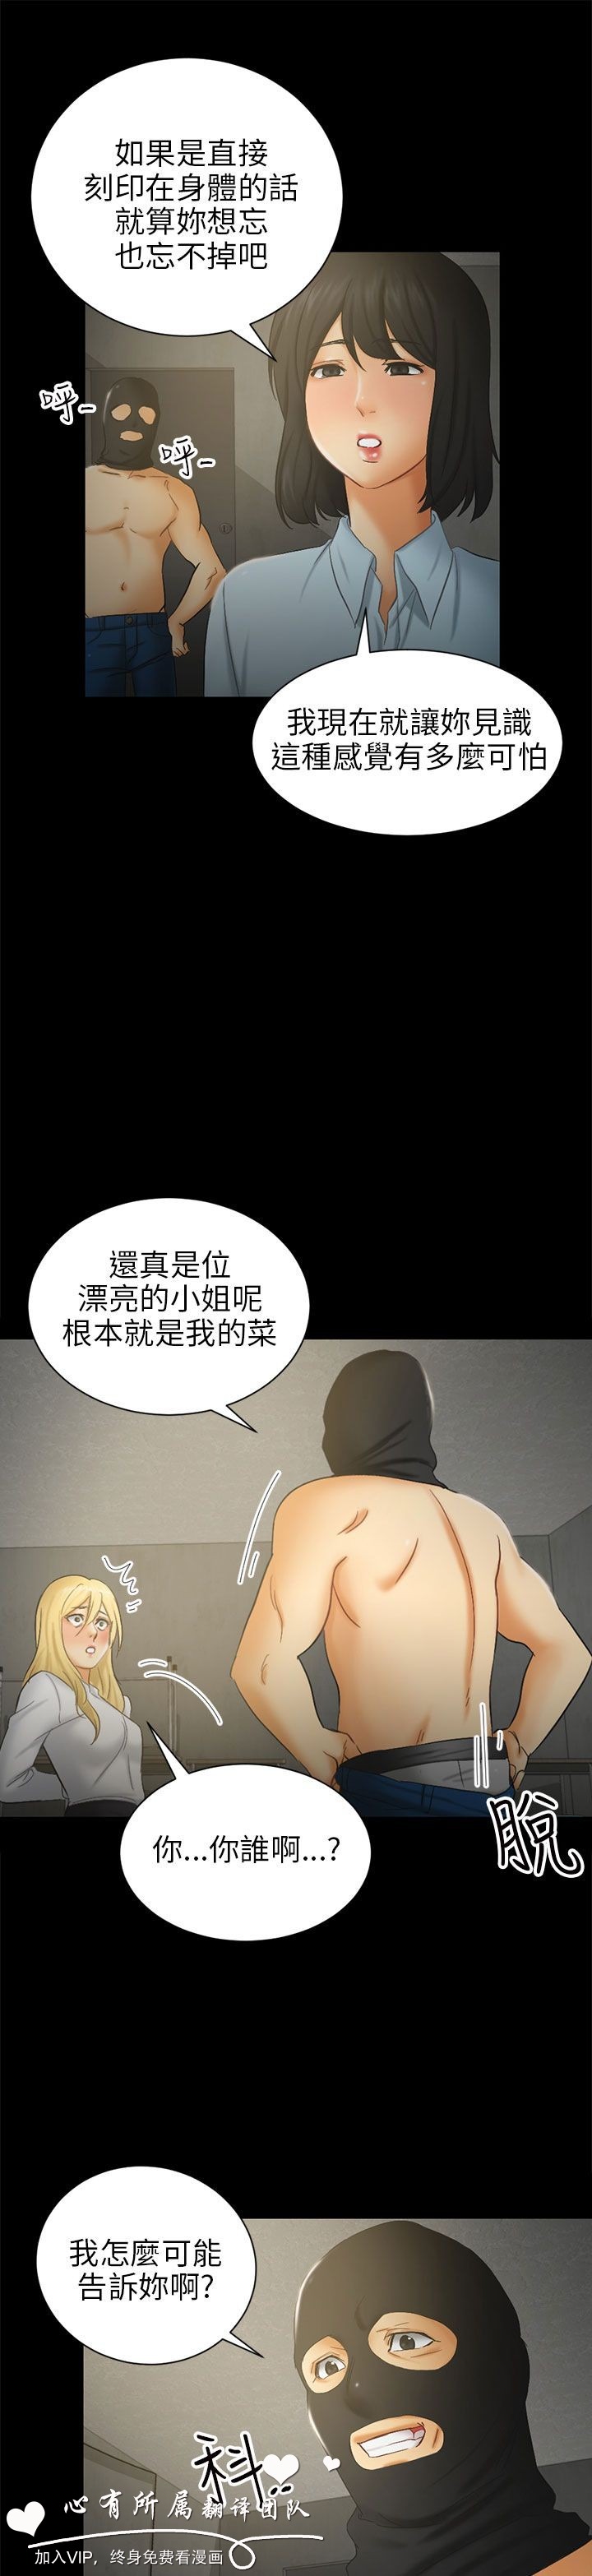 如果是直接
刻印在身體的話
就算妳想忘
也忘不掉吧
呼-
呼-
我現在就讓妳見識
這種感覺有多麼可怕
還真是位
漂亮的小姐呢
根本就是我的菜
你...你誰啊...?
脫
我怎麼可能
告訴妳啊?
抖..
心有所属翻译团队
加入VIP，终身免费看漫画